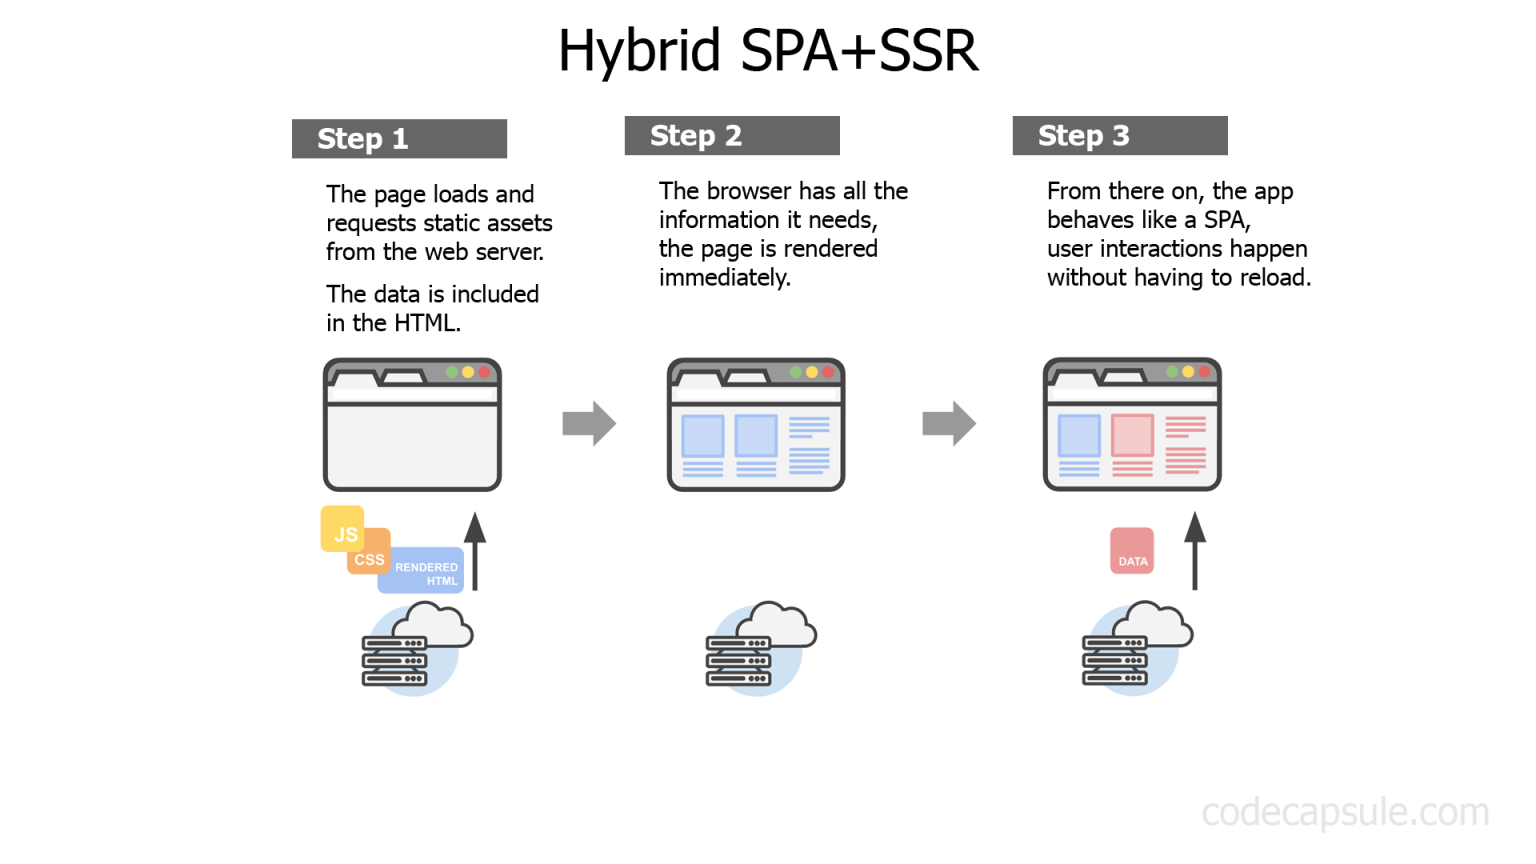 Hybrid SPA+SSR
Step 1
The page loads and
requests static assets
from the web server.
The data is included
in the HTML.
JS
CSS
RENDERED
HTML
Step 2
The browser has all the
information it needs,
the page is rendered
immediately.
Step 3
From there on, the app
behaves like a SPA,
user interactions happen
without having to reload.
DATA
codecapsule.com